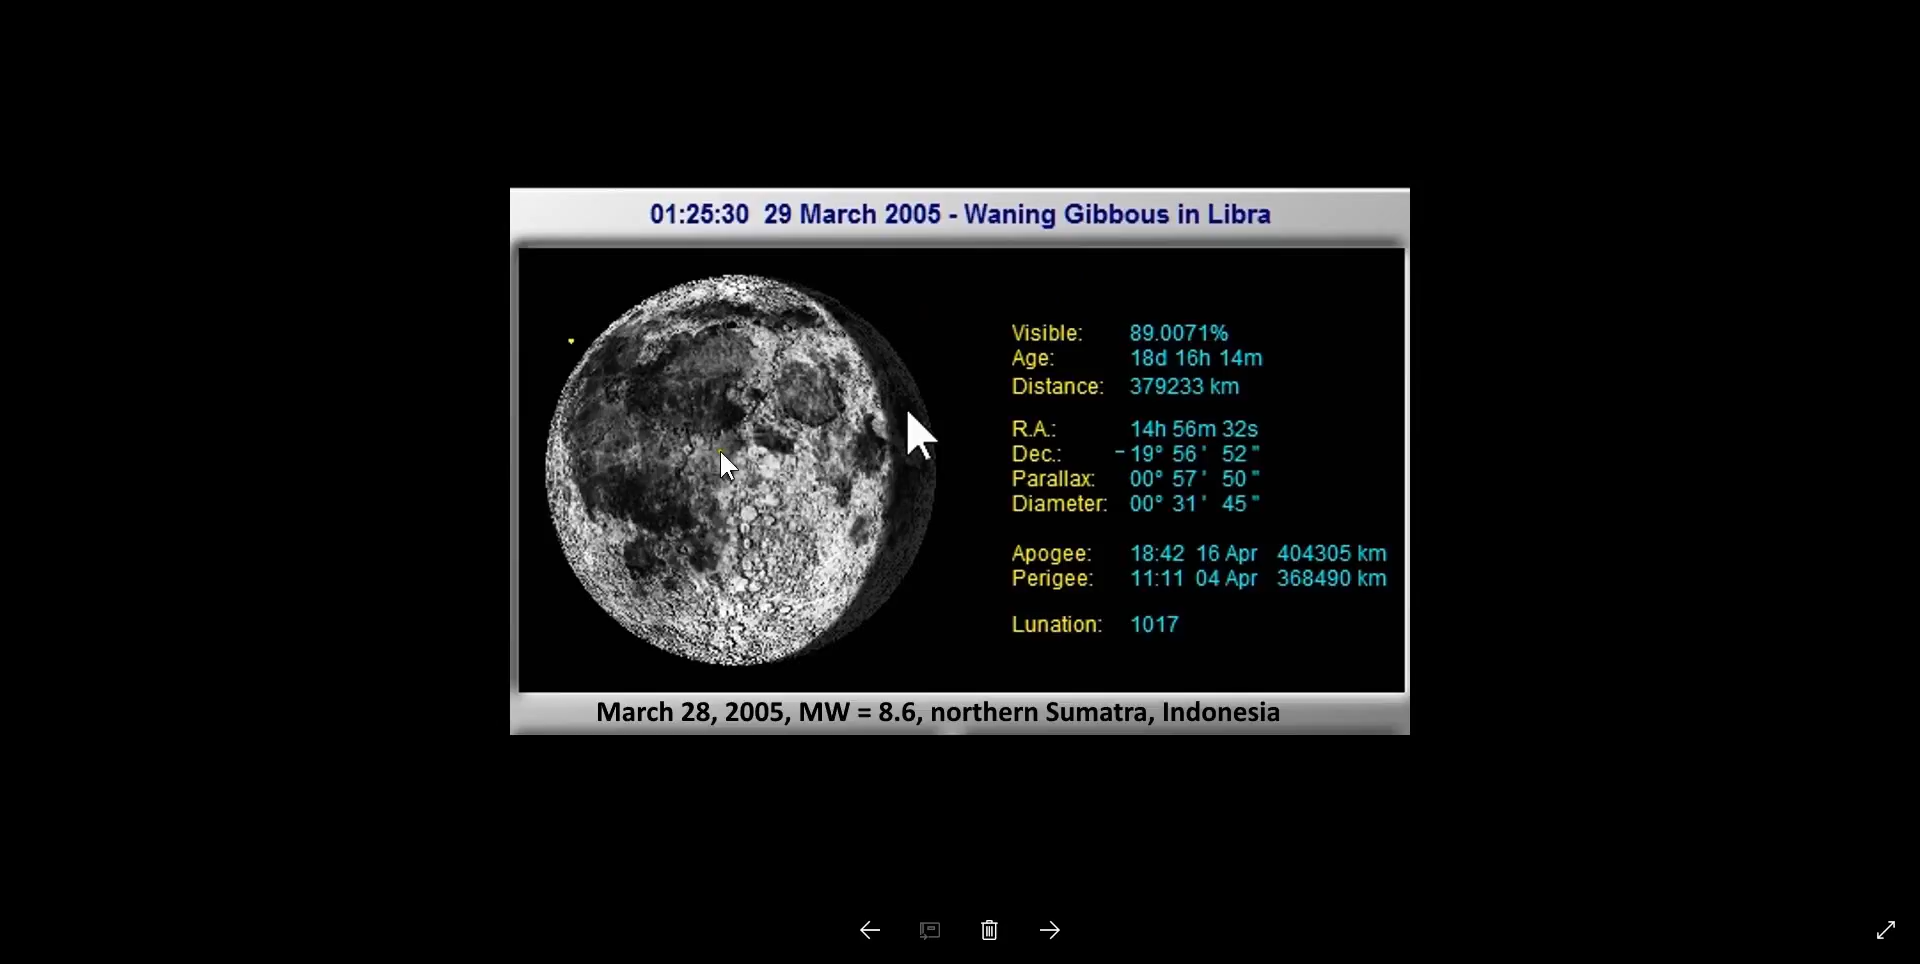 01:25:30 29 March 2005 - Waning Gibbous in Libra
Visible: 89.0071%
Age: 18d 16h 14m
Distance: 379233 km
R.A.: 14h 56m 32s
Dec.: -19° 56' 52"
Parallax: 00° 57' 50"
Diameter: 00° 31' 45"
Apogee: 18:42 16 Apr 404305 km
Perigee: 11:11 04 Apr 368490 km
Lunation: 1017
March 28, 2005, MW = 8.6, northern Sumatra, Indonesia